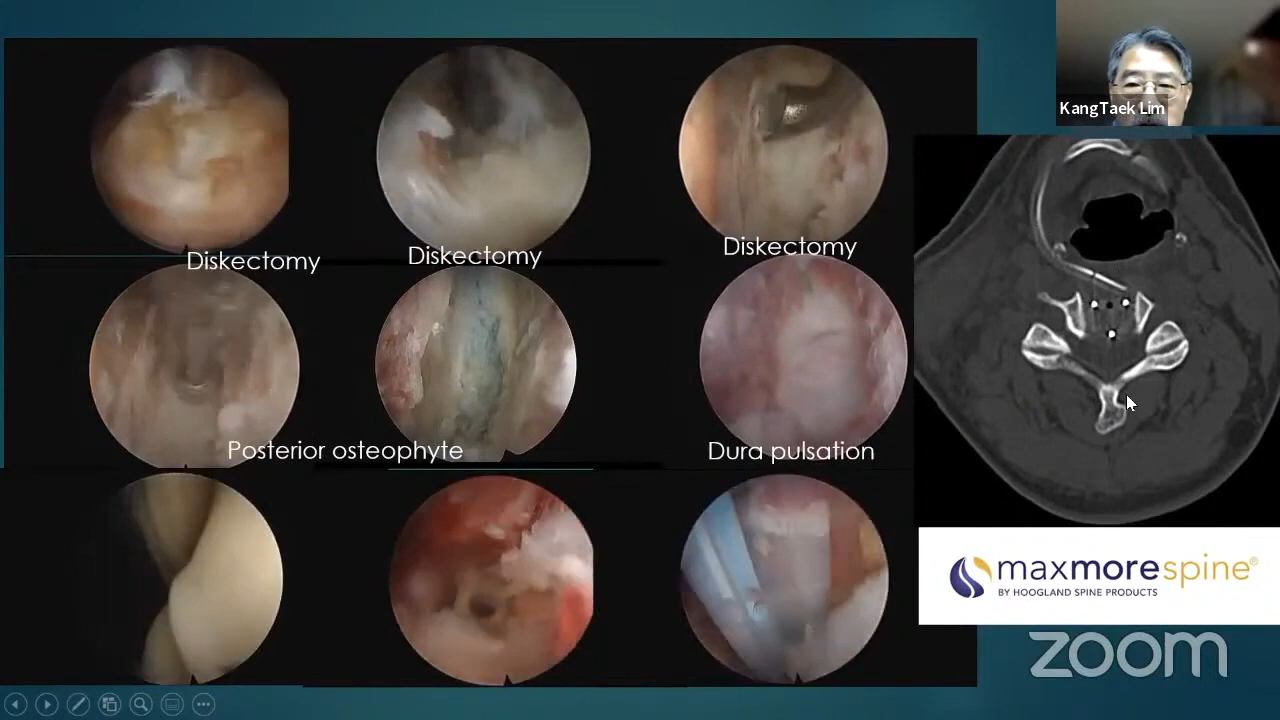 KangTaek Lim
Diskectomy
Diskectomy
Diskectomy
Posterior osteophyte
Dura pulsation
maxmorespine®
BY HOOGLAND SPINE PRODUCTS
zoom